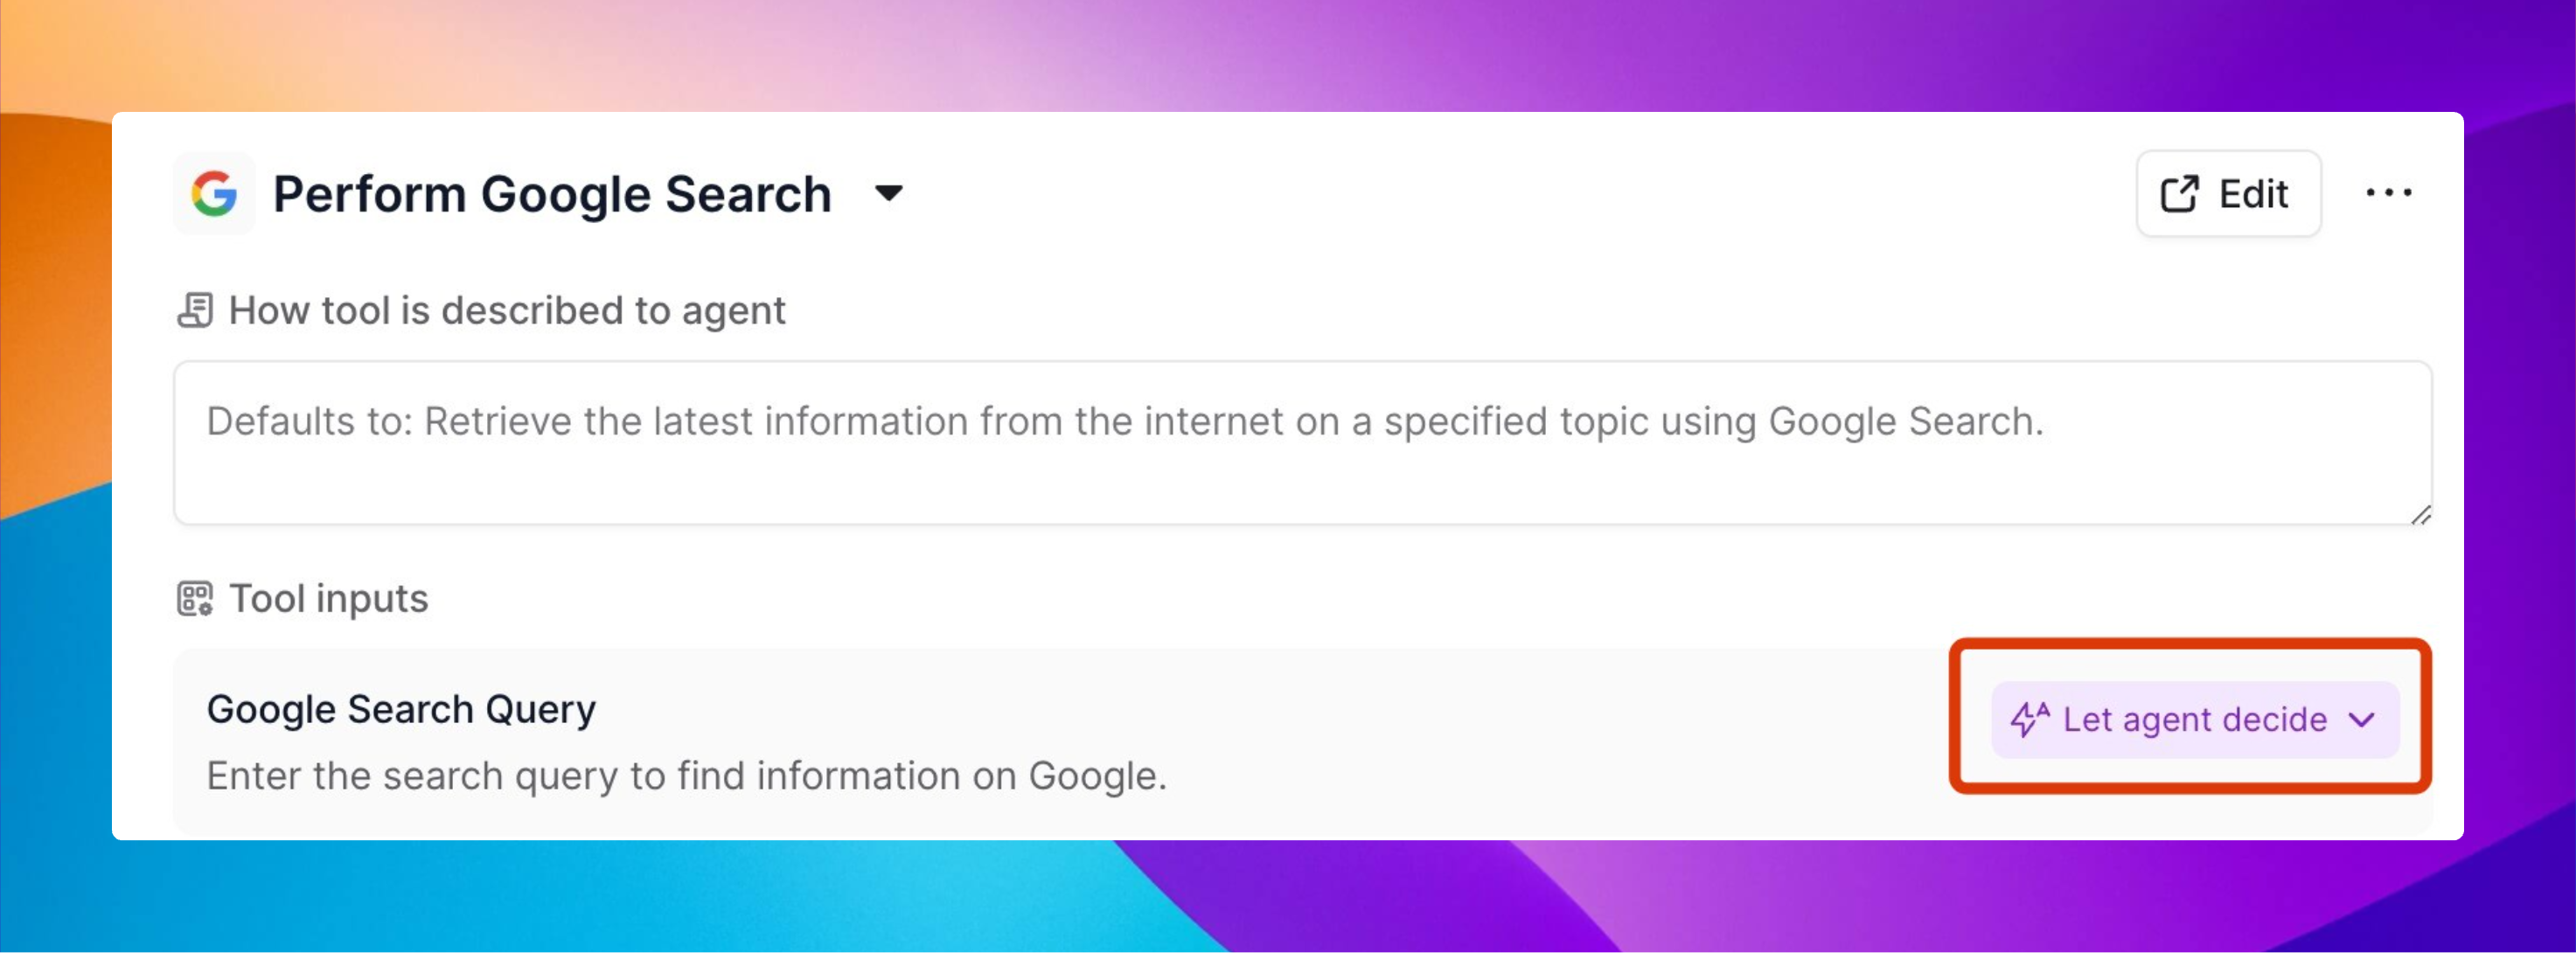 Perform Google Search
Edit
How tool is described to agent
Defaults to: Retrieve the latest information from the internet on a specified topic using Google Search.
Tool inputs
Google Search Query
Let agent decide
Enter the search query to find information on Google.